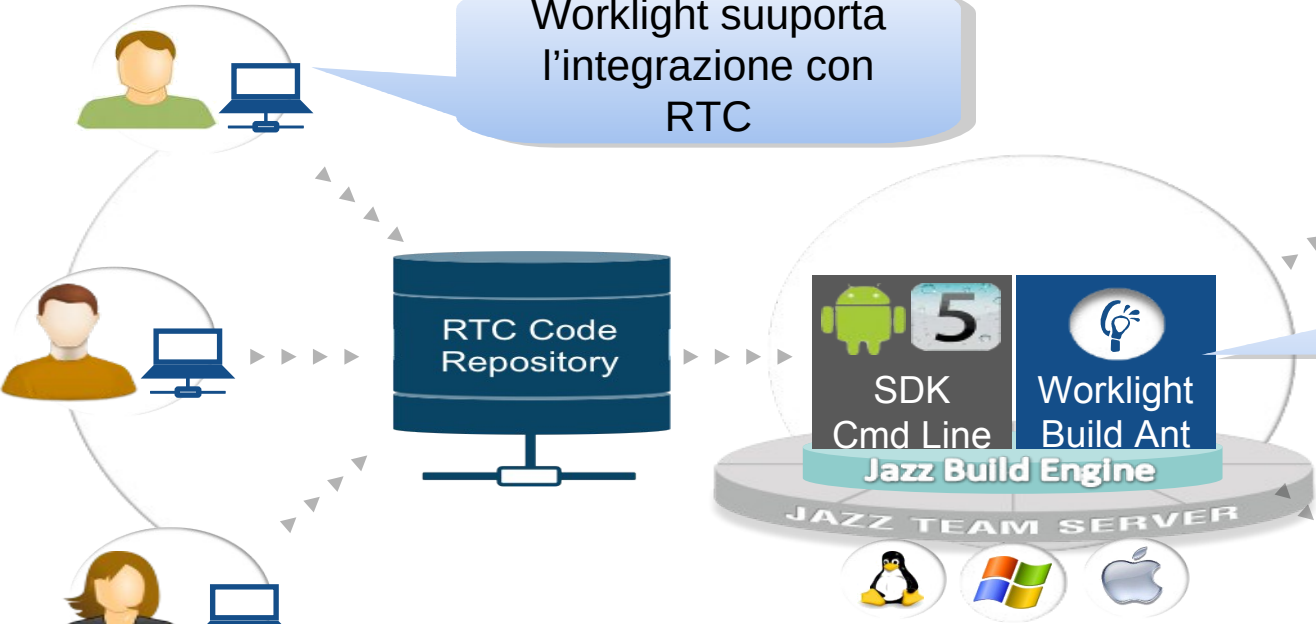 Worklight suuporta
l’integrazione con
RTC
RTC Code
Repository
5
SDK
Cmd Line
Worklight
Build Ant
Jazz Build Engine
JAZZ TEAM SERVER